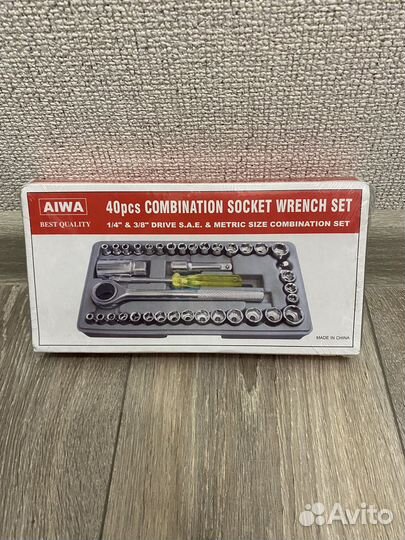 AIWA
BEST QUALITY
40pcs COMBINATION SOCKET WRENCH SET
1/4" & 3/8" DRIVE S.A.E. & METRIC SIZE COMBINATION SET
MADE IN CHINA
Avito